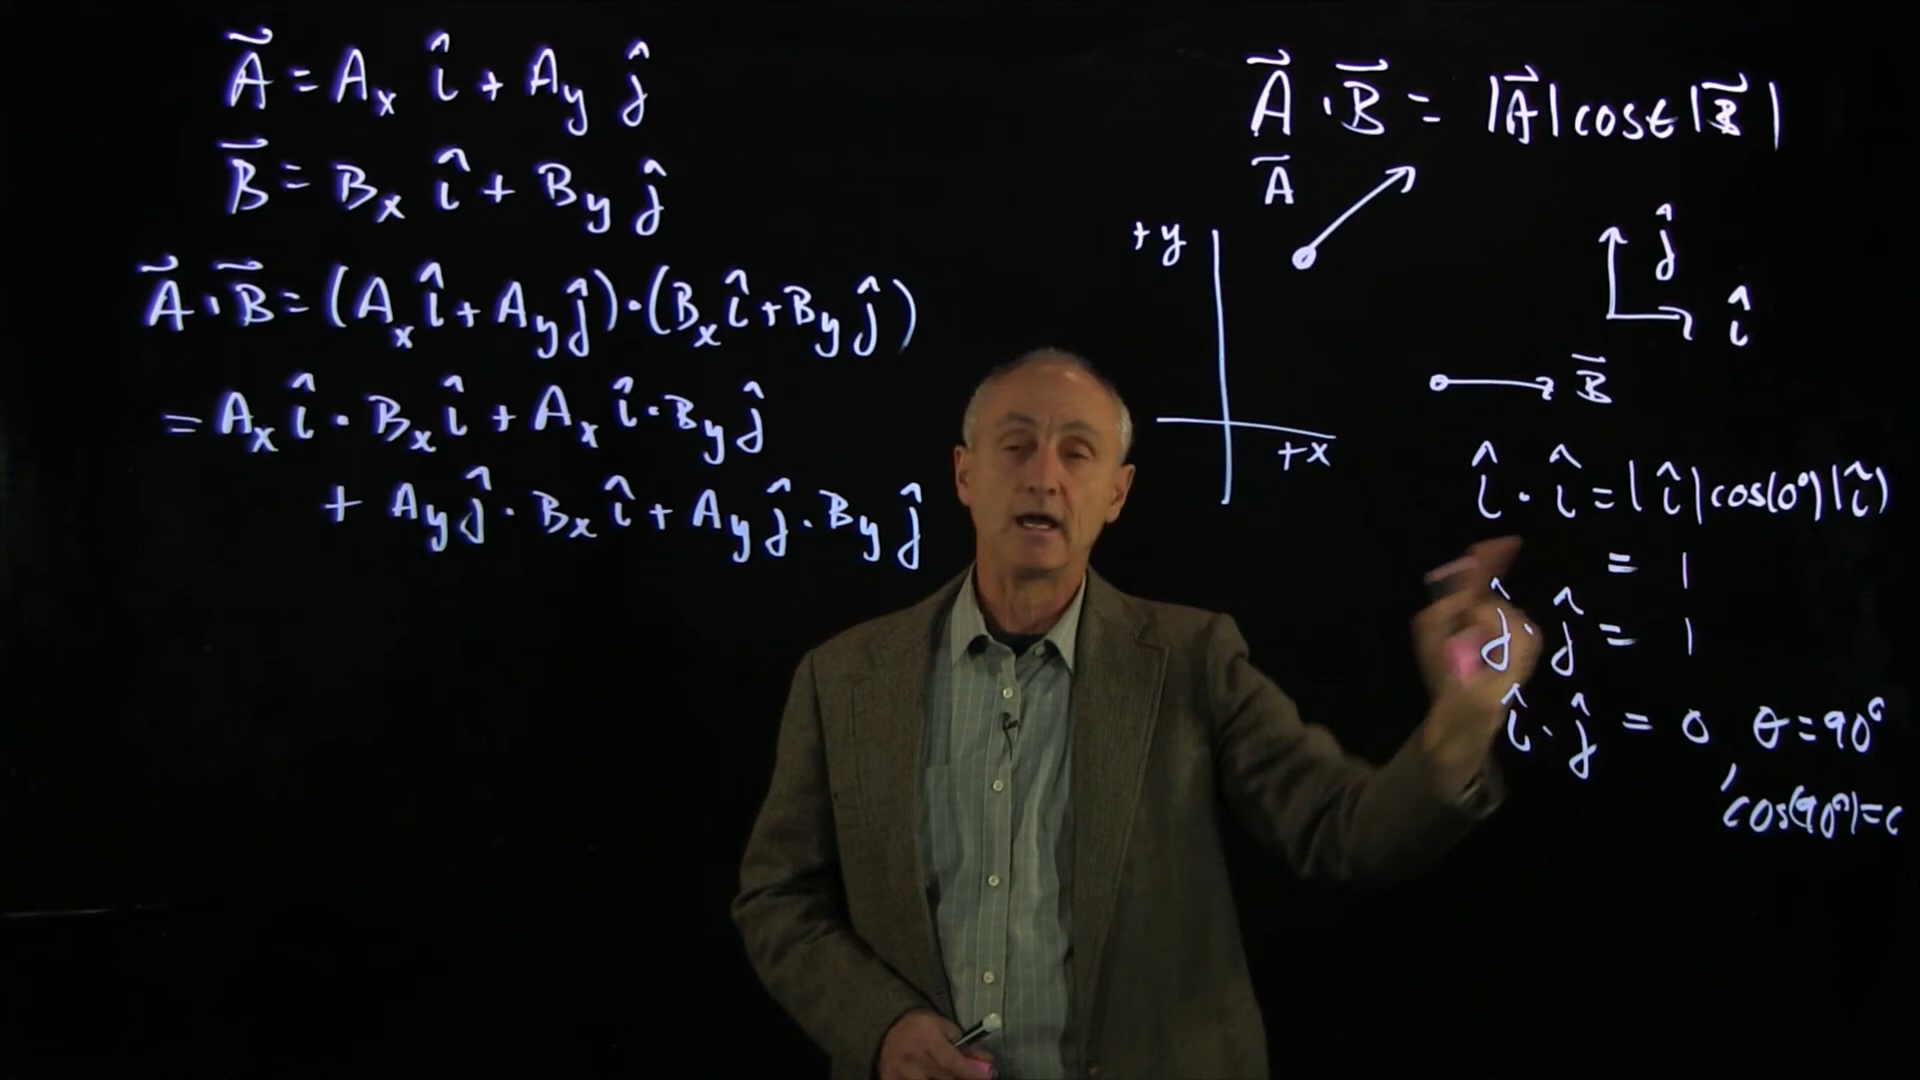 A⃗ = Aₓ î + A_y ĵ
B⃗ = Bₓ î + B_y ĵ
A⃗ · B⃗ = (Aₓ î + A_y ĵ) · (Bₓ î + B_y ĵ)
= Aₓ î · Bₓ î + Aₓ î · B_y ĵ
+ A_y ĵ · Bₓ î + A_y ĵ · B_y ĵ
A⃗ · B⃗ = |A⃗| cosθ |B⃗|
A⃗
+y
+x
ĵ
î
B⃗
î · î = |î| cos(0°) |î|
= 1
ĵ · ĵ = 1
î · ĵ = 0, θ = 90°
cos(90°) = 0